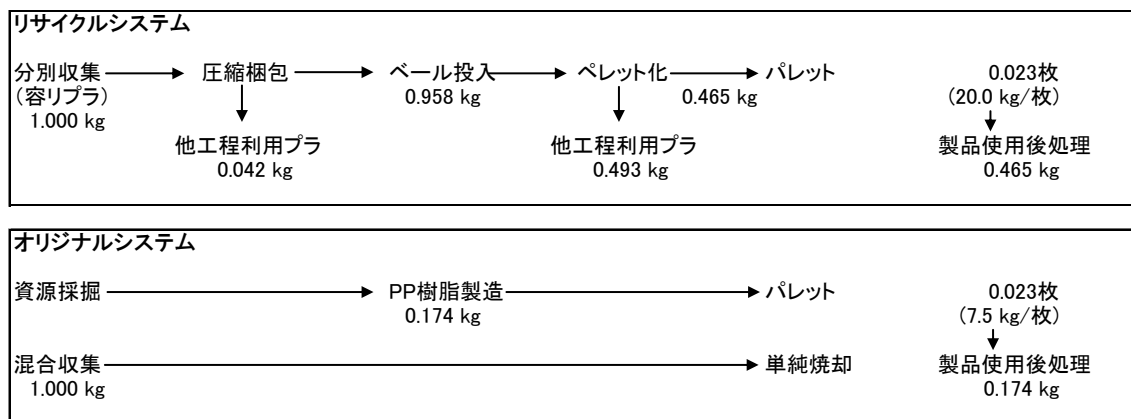 リサイクルシステム
分別収集 圧縮梱包 ベール投入 ペレット化 パレット 0.023枚
(容リプラ) 0.958 kg 0.465 kg (20.0 kg/枚)
1.000 kg
他工程利用プラ 他工程利用プラ 製品使用後処理
0.042 kg 0.493 kg 0.465 kg
オリジナルシステム
資源採掘 PP樹脂製造 パレット 0.023枚
0.174 kg (7.5 kg/枚)
混合収集 単純焼却 製品使用後処理
1.000 kg 0.174 kg